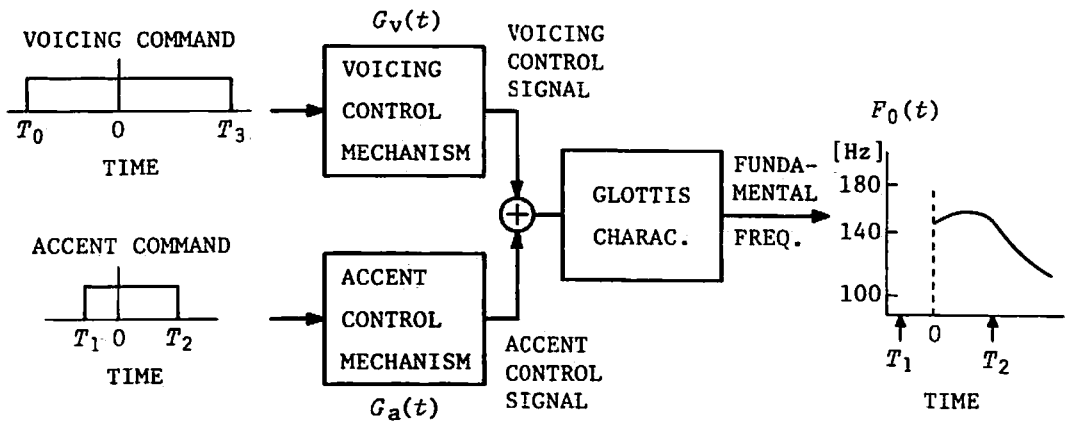 VOICING COMMAND
T0 0 T3
TIME
Gv(t)
VOICING
CONTROL
MECHANISM
VOICING
CONTROL
SIGNAL
ACCENT COMMAND
T1 0 T2
TIME
ACCENT
CONTROL
MECHANISM
Ga(t)
ACCENT
CONTROL
SIGNAL
+
GLOTTIS
CHARAC.
FUNDA-
MENTAL
FREQ.
F0(t)
[Hz]
180
140
100
0
T1 T2
TIME